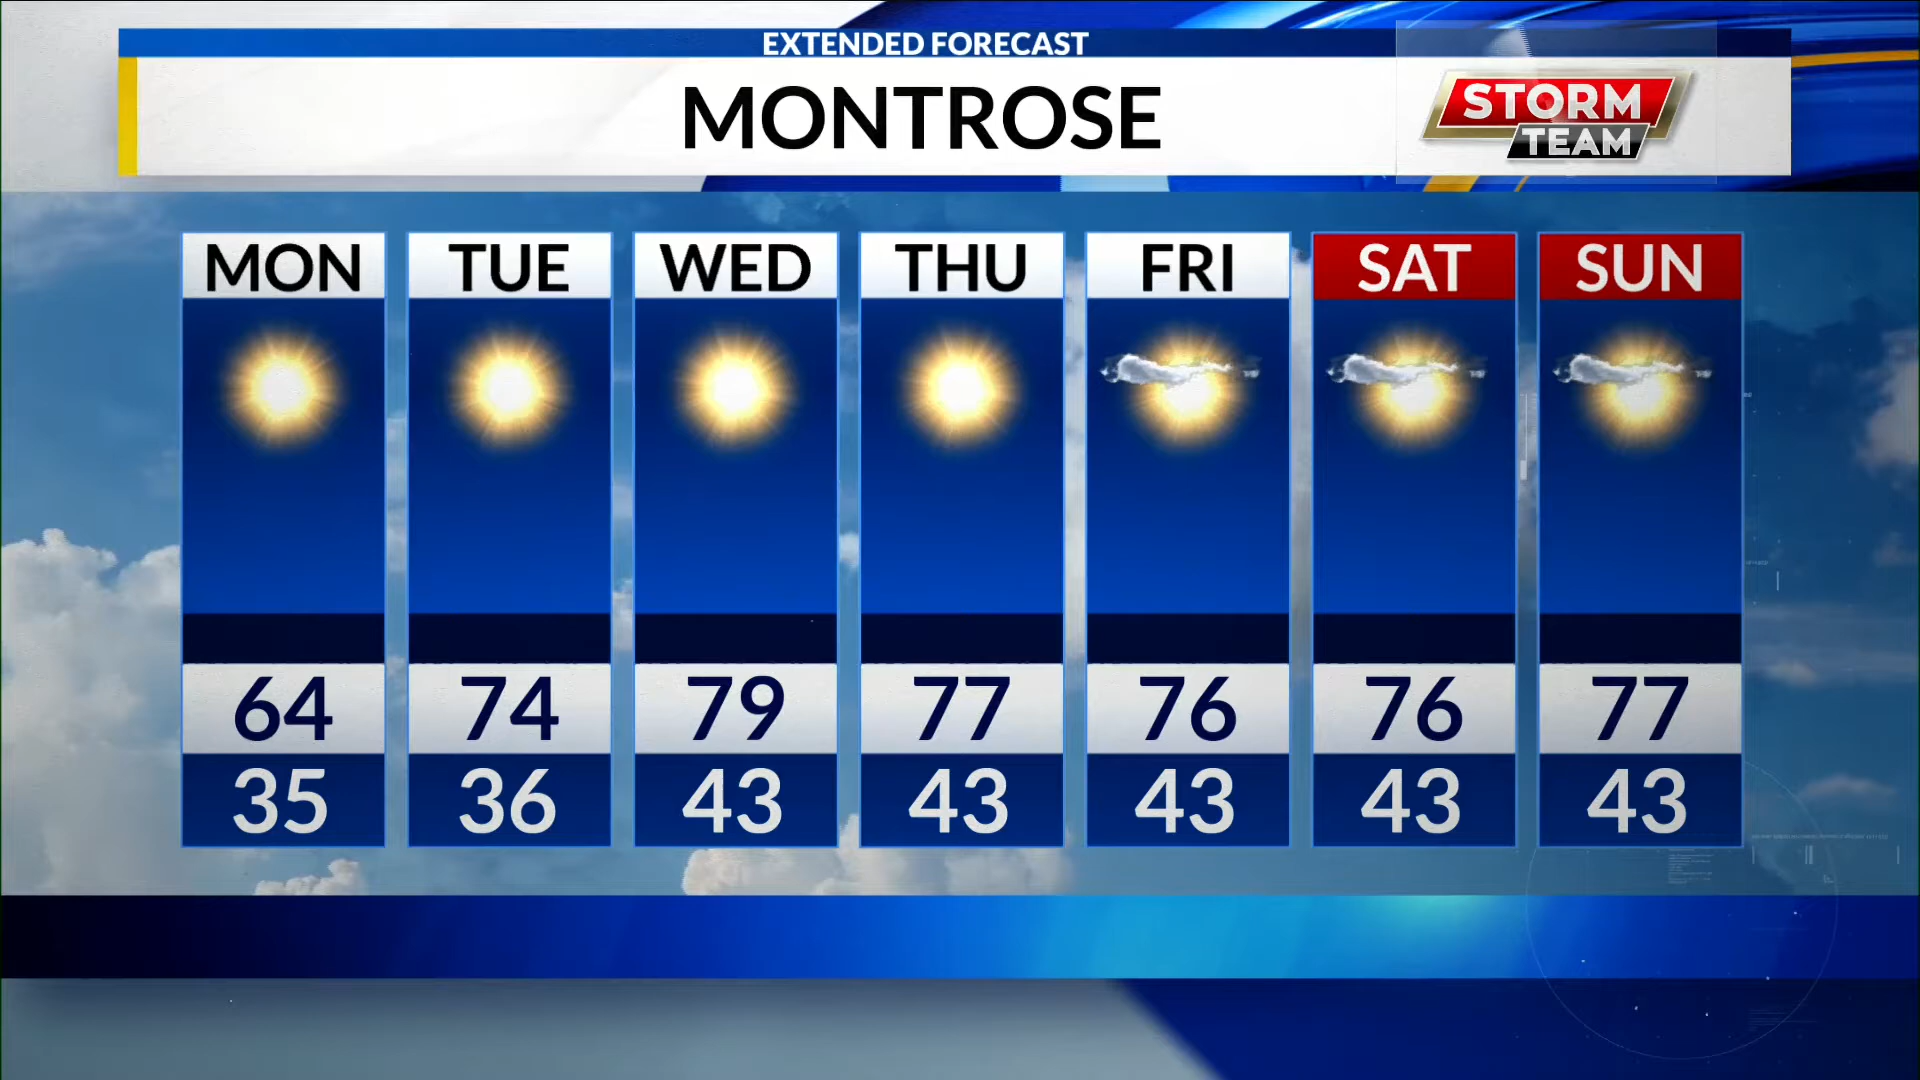 EXTENDED FORECAST
MONTROSE
STORM
TEAM
MON TUE WED THU FRI SAT SUN
64 74 79 77 76 76 77
35 36 43 43 43 43 43